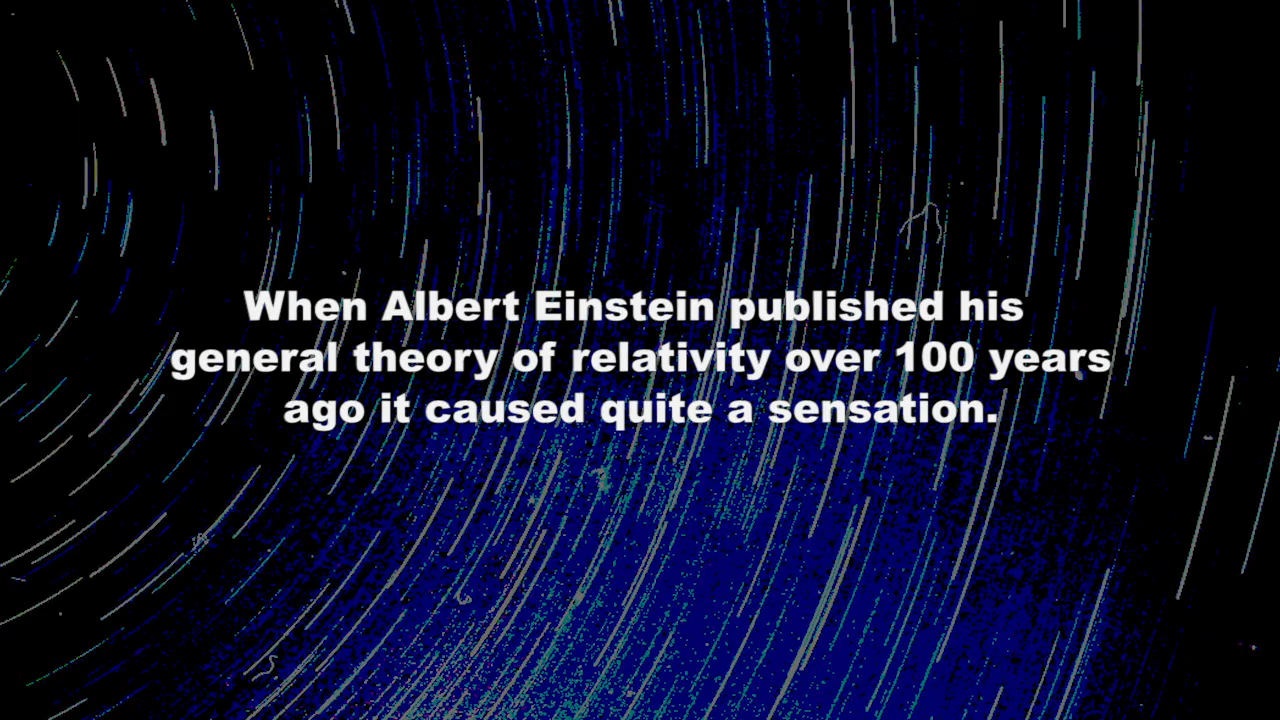 When Albert Einstein published his
general theory of relativity over 100 years
ago it caused quite a sensation.